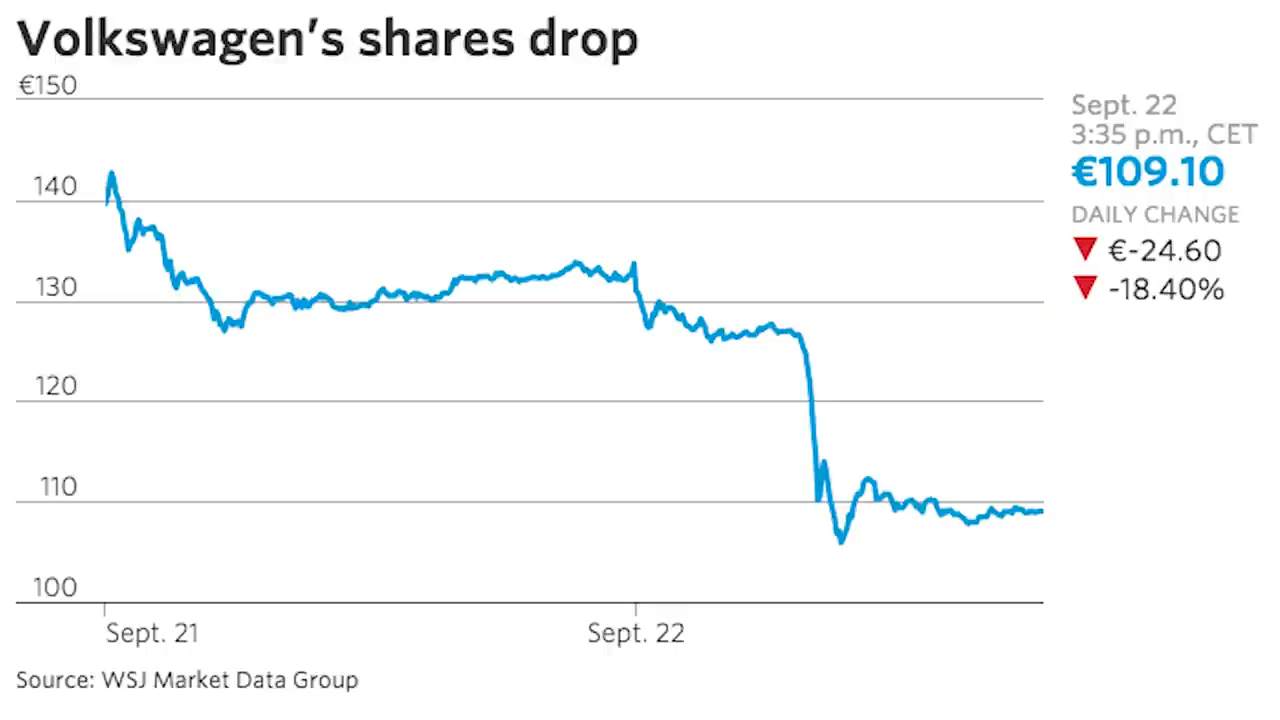 Volkswagen's shares drop
€150
140
130
120
110
100
Sept. 21
Sept. 22
Sept. 22
3:35 p.m., CET
€109.10
DAILY CHANGE
▼ €-24.60
▼ -18.40%
Source: WSJ Market Data Group